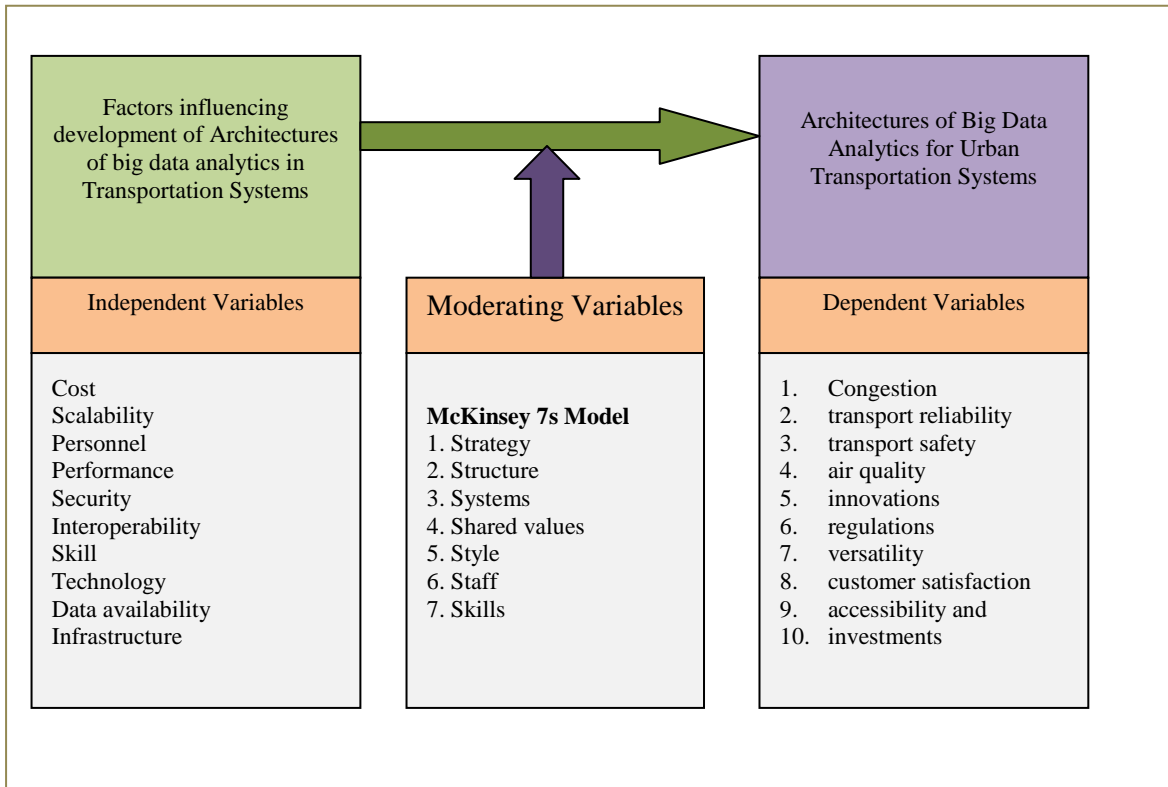 Factors influencing
development of Architectures
of big data analytics in
Transportation Systems
Independent Variables
Cost
Scalability
Personnel
Performance
Security
Interoperability
Skill
Technology
Data availability
Infrastructure
Moderating Variables
McKinsey 7s Model
1. Strategy
2. Structure
3. Systems
4. Shared values
5. Style
6. Staff
7. Skills
Architectures of Big Data
Analytics for Urban
Transportation Systems
Dependent Variables
1. Congestion
2. transport reliability
3. transport safety
4. air quality
5. innovations
6. regulations
7. versatility
8. customer satisfaction
9. accessibility and
10. investments